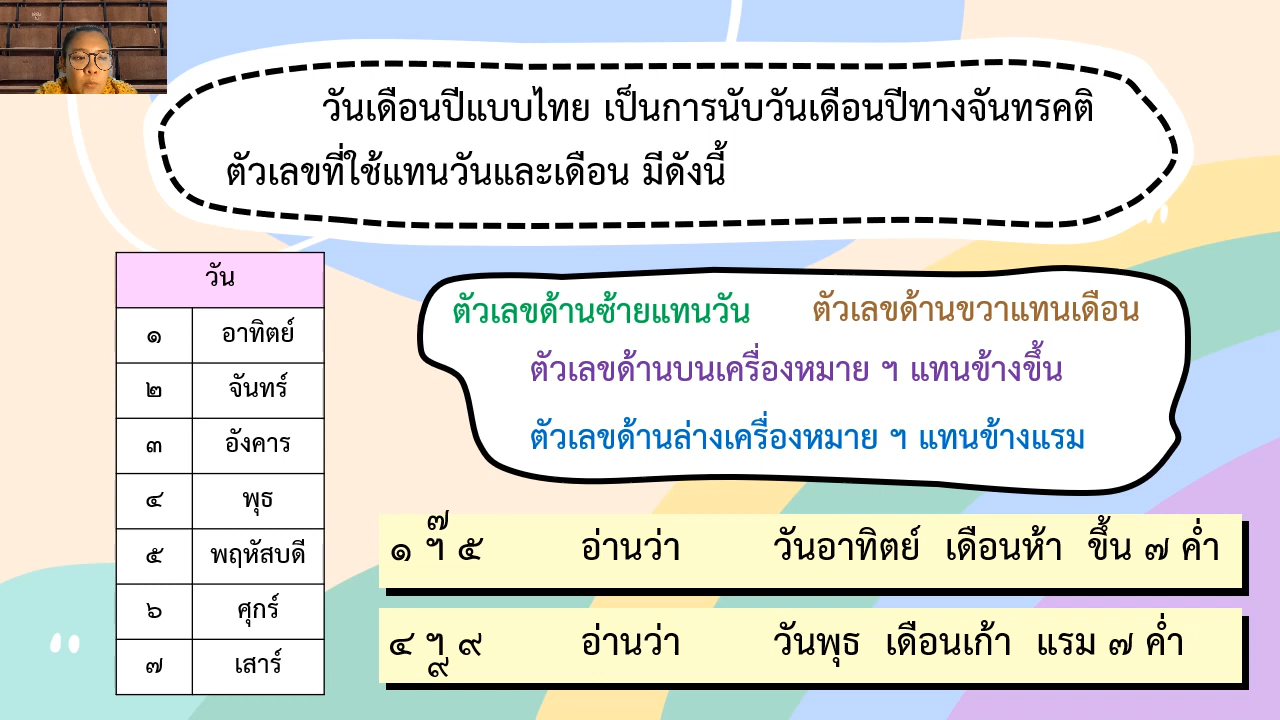 วันเดือนปีแบบไทย เป็นการนับวันเดือนปีทางจันทรคติ
ตัวเลขที่ใช้แทนวันและเดือน มีดังนี้
วัน
๑ อาทิตย์
๒ จันทร์
๓ อังคาร
๔ พุธ
๕ พฤหัสบดี
๖ ศุกร์
๗ เสาร์
ตัวเลขด้านซ้ายแทนวัน ตัวเลขด้านขวาแทนเดือน
ตัวเลขด้านบนเครื่องหมาย ฯ แทนข้างขึ้น
ตัวเลขด้านล่างเครื่องหมาย ฯ แทนข้างแรม
๗
๑ ฯ ๕ อ่านว่า วันอาทิตย์ เดือนห้า ขึ้น ๗ ค่ำ
๔ ฯ ๙ อ่านว่า วันพุธ เดือนเก้า แรม ๗ ค่ำ
๙